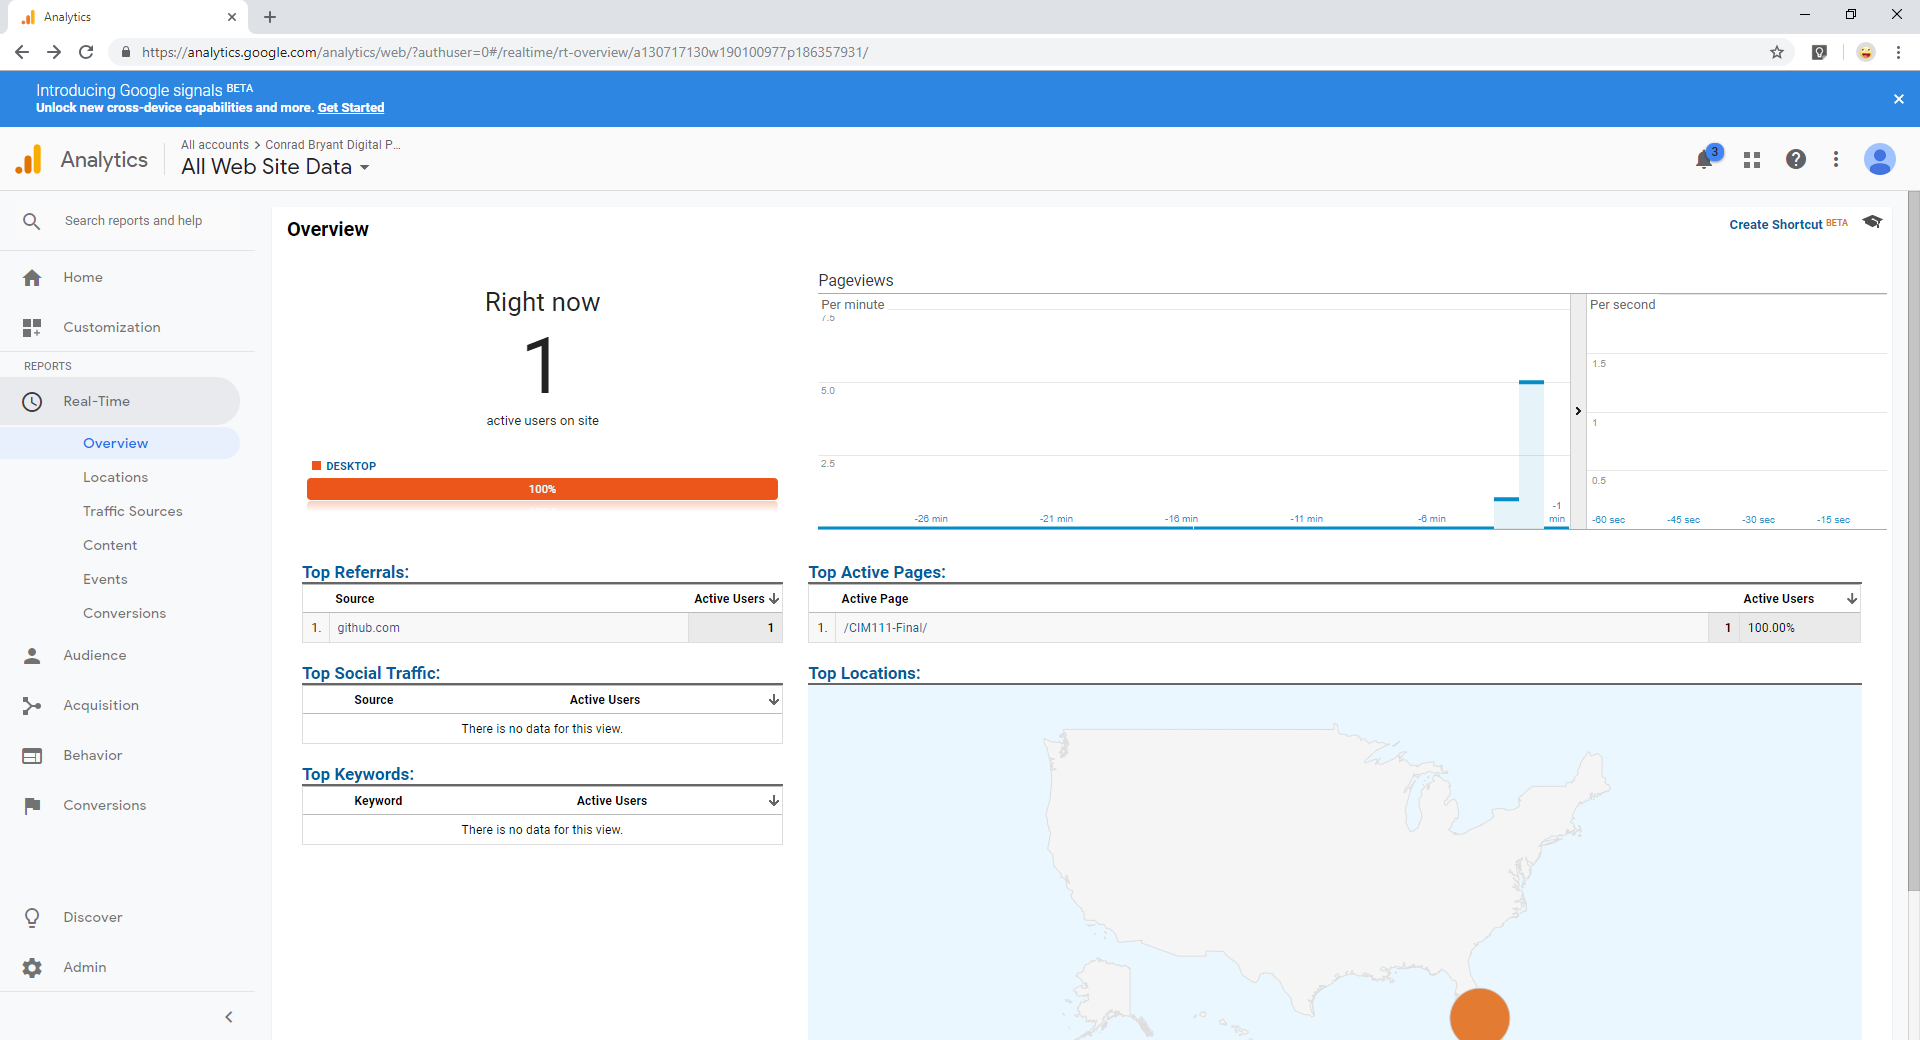 Analytics
https://analytics.google.com/analytics/web/?authuser=0#/realtime/rt-overview/a130717130w190100977p186357931/
Introducing Google signals BETA
Unlock new cross-device capabilities and more. Get Started
Analytics
All accounts > Conrad Bryant Digital P...
All Web Site Data
3
Search reports and help
Home
Customization
REPORTS
Real-Time
Overview
Locations
Traffic Sources
Content
Events
Conversions
Audience
Acquisition
Behavior
Conversions
Discover
Admin
Overview
Create Shortcut BETA
Right now
1
active users on site
DESKTOP
100%
Pageviews
Per minute
7.5
5.0
2.5
-26 min
-21 min
-16 min
-11 min
-6 min
-1
min
Per second
1.5
1
0.5
-60 sec
-45 sec
-30 sec
-15 sec
Top Referrals:
Source
Active Users
1.
github.com
1
Top Active Pages:
Active Page
Active Users
1.
/CIM111-Final/
1
100.00%
Top Social Traffic:
Source
Active Users
There is no data for this view.
Top Keywords:
Keyword
Active Users
There is no data for this view.
Top Locations: